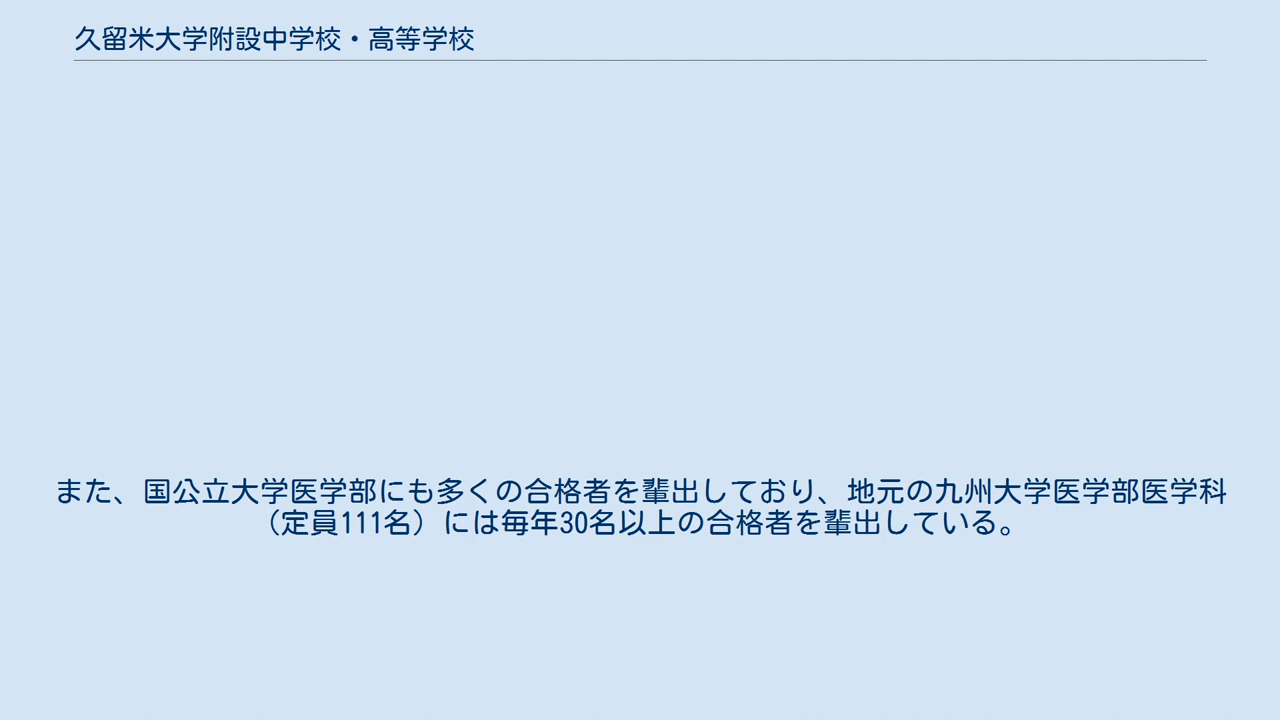 久留米大学附設中学校・高等学校
また、国公立大学医学部にも多くの合格者を輩出しており、地元の九州大学医学部医学科
（定員111名）には毎年30名以上の合格者を輩出している。